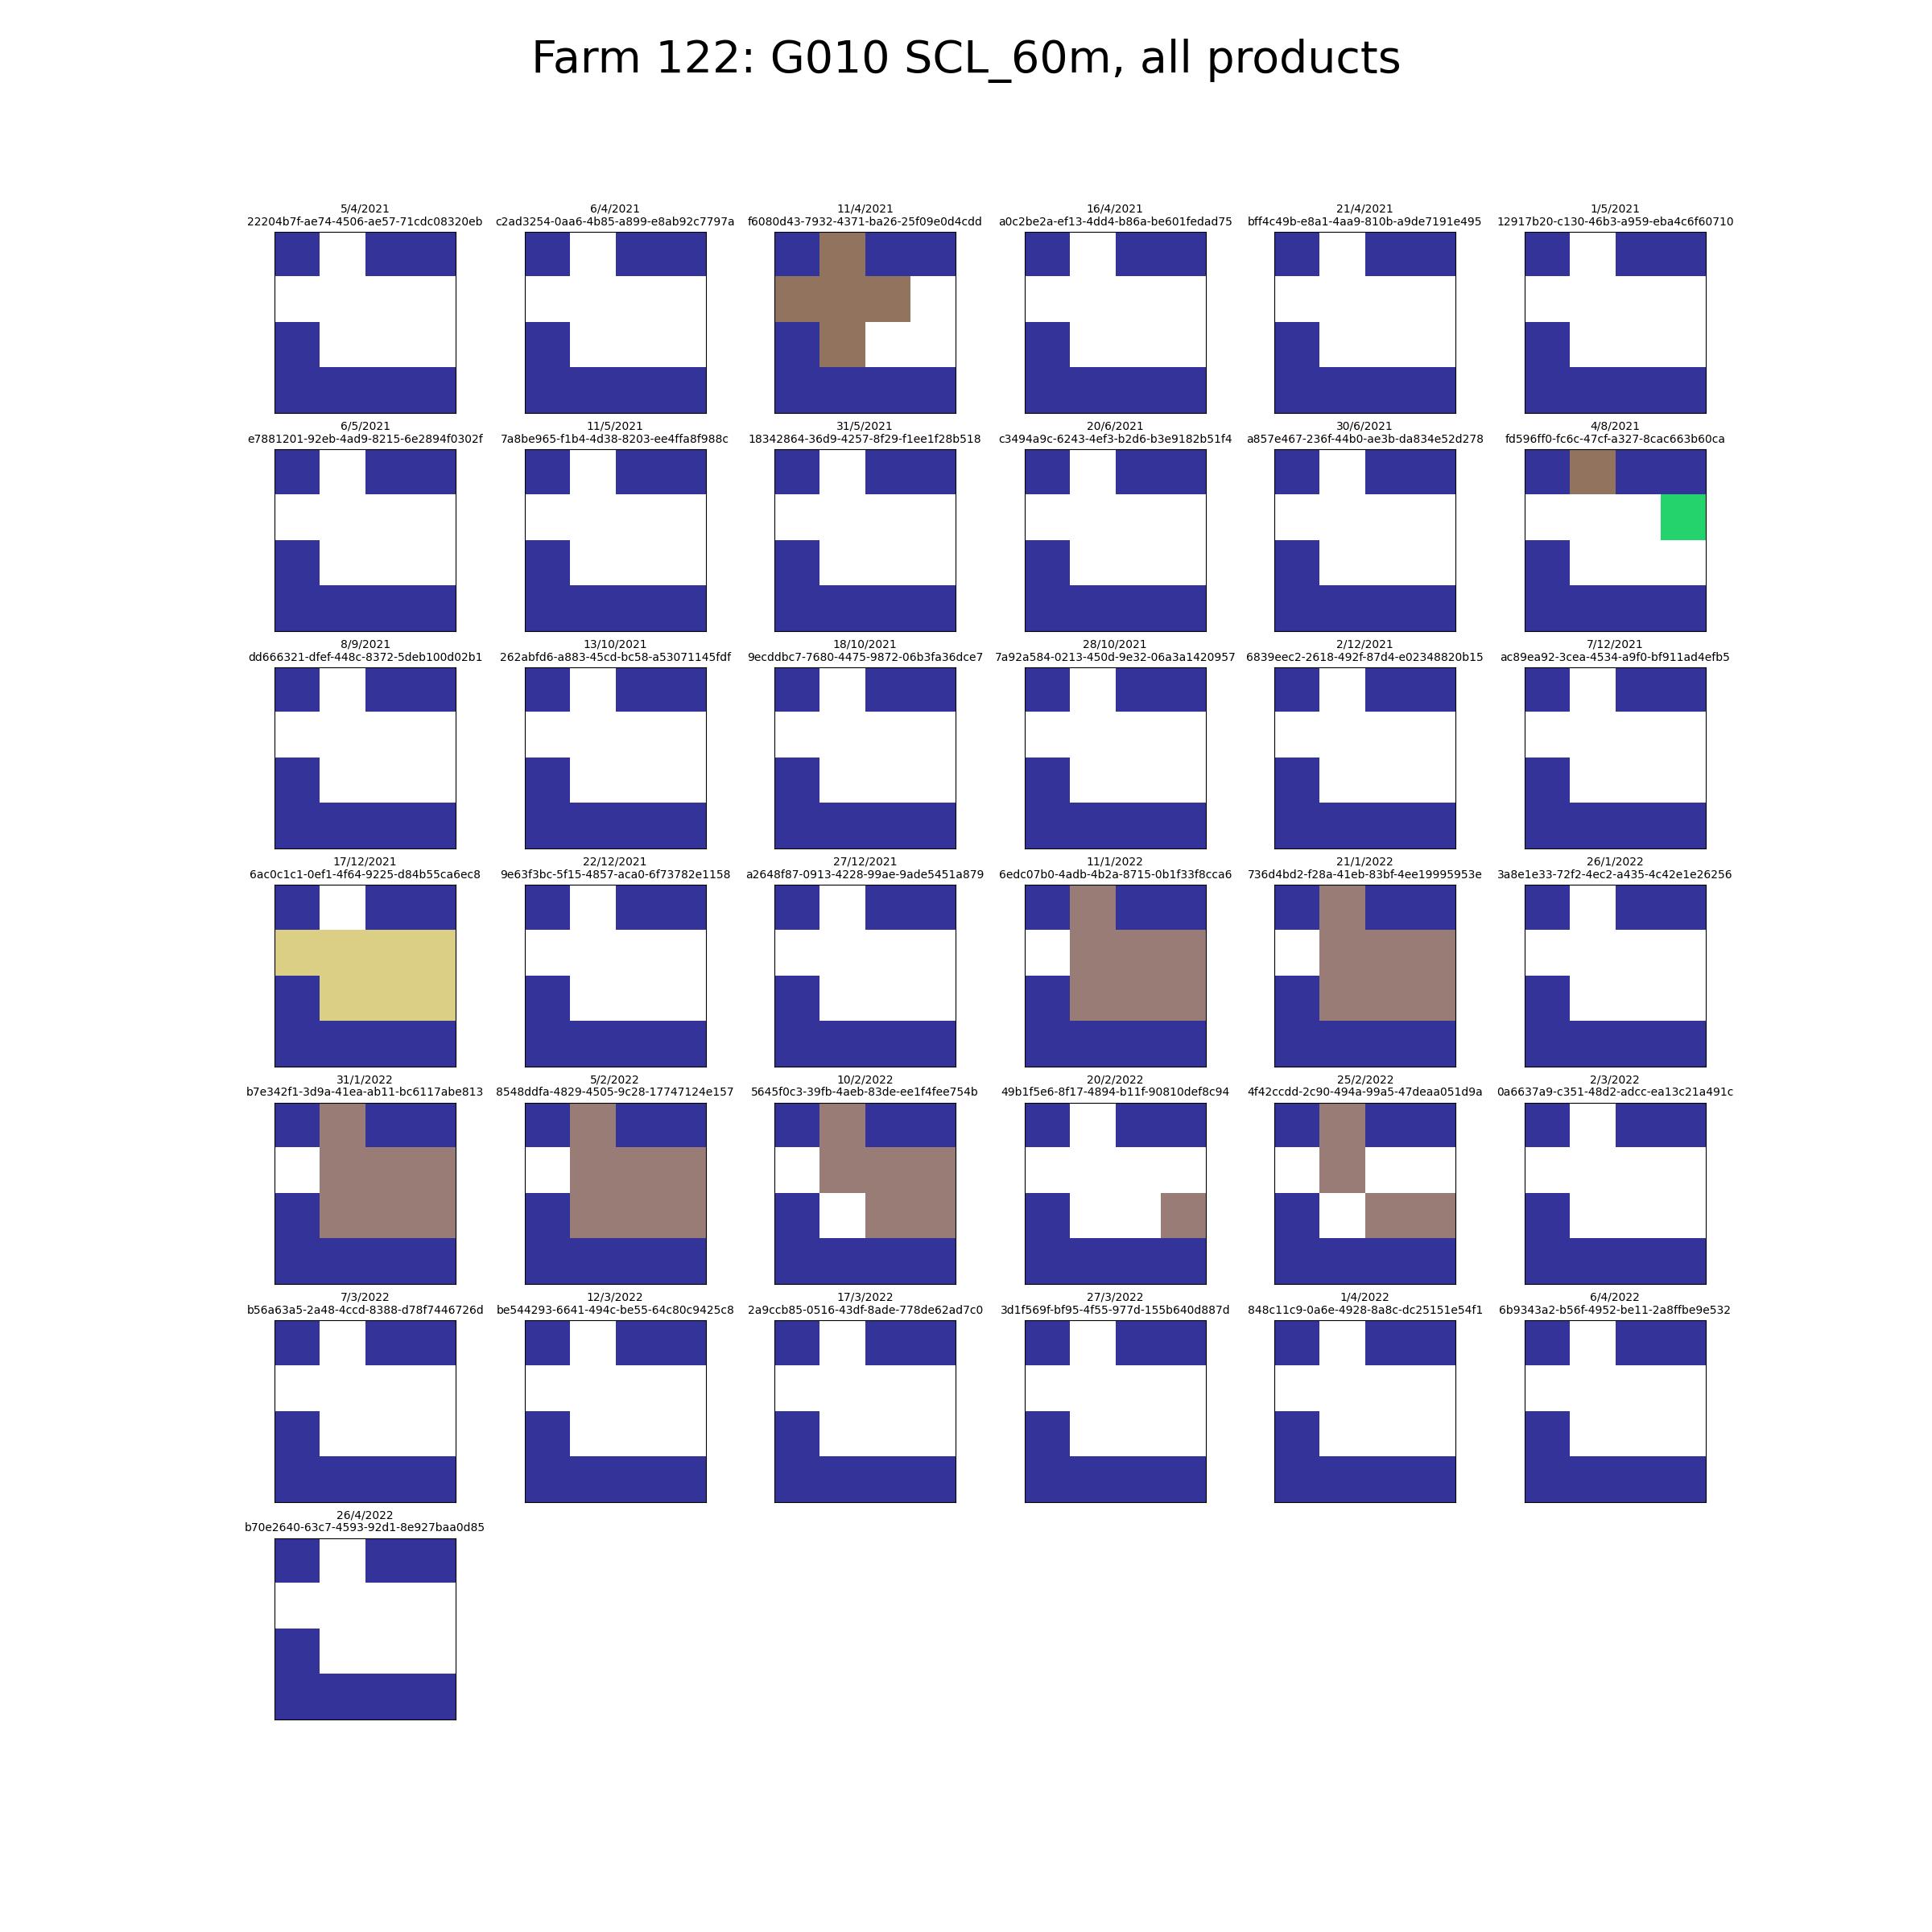 Farm 122: G010 SCL_60m, all products
5/4/2021
22204b7f-ae74-4506-ae57-71cdc08320eb
6/4/2021
c2ad3254-0aa6-4b85-a899-e8ab92c7797a
11/4/2021
f6080d43-7932-4371-ba26-25f09e0d4cdd
16/4/2021
a0c2be2a-ef13-4dd4-b86a-be601fedad75
21/4/2021
bff4c49b-e8a1-4aa9-810b-a9de7191e495
1/5/2021
12917b20-c130-46b3-a959-eba4c6f60710
6/5/2021
e7881201-92eb-4ad9-8215-6e2894f0302f
11/5/2021
7a8be965-f1b4-4d38-8203-ee4ffa8f988c
31/5/2021
18342864-36d9-4257-8f29-f1ee1f28b518
20/6/2021
c3494a9c-6243-4ef3-b2d6-b3e9182b51f4
30/6/2021
a857e467-236f-44b0-ae3b-da834e52d278
4/8/2021
fd596ff0-fc6c-47cf-a327-8cac663b60ca
8/9/2021
dd666321-dfef-448c-8372-5deb100d02b1
13/10/2021
262abfd6-a883-45cd-bc58-a53071145fdf
18/10/2021
9ecddbc7-7680-4475-9872-06b3fa36dce7
28/10/2021
7a92a584-0213-450d-9e32-06a3a1420957
2/12/2021
6839eec2-2618-492f-87d4-e02348820b15
7/12/2021
ac89ea92-3cea-4534-a9f0-bf911ad4efb5
17/12/2021
6ac0c1c1-0ef1-4f64-9225-d84b55ca6ec8
22/12/2021
9e63f3bc-5f15-4857-aca0-6f73782e1158
27/12/2021
a2648f87-0913-4228-99ae-9ade5451a879
11/1/2022
6edc07b0-4adb-4b2a-8715-0b1f33f8cca6
21/1/2022
736d4bd2-f28a-41eb-83bf-4ee19995953e
26/1/2022
3a8e1e33-72f2-4ec2-a435-4c42e1e26256
31/1/2022
b7e342f1-3d9a-41ea-ab11-bc6117abe813
5/2/2022
8548ddfa-4829-4505-9c28-17747124e157
10/2/2022
5645f0c3-39fb-4aeb-83de-ee1f4fee754b
20/2/2022
49b1f5e6-8f17-4894-b11f-90810def8c94
25/2/2022
4f42ccdd-2c90-494a-99a5-47deaa051d9a
2/3/2022
0a6637a9-c351-48d2-adcc-ea13c21a491c
7/3/2022
b56a63a5-2a48-4ccd-8388-d78f7446726d
12/3/2022
be544293-6641-494c-be55-64c80c9425c8
17/3/2022
2a9ccb85-0516-43df-8ade-778de62ad7c0
27/3/2022
3d1f569f-bf95-4f55-977d-155b640d887d
1/4/2022
848c11c9-0a6e-4928-8a8c-dc25151e54f1
6/4/2022
6b9343a2-b56f-4952-be11-2a8ffbe9e532
26/4/2022
b70e2640-63c7-4593-92d1-8e927baa0d85